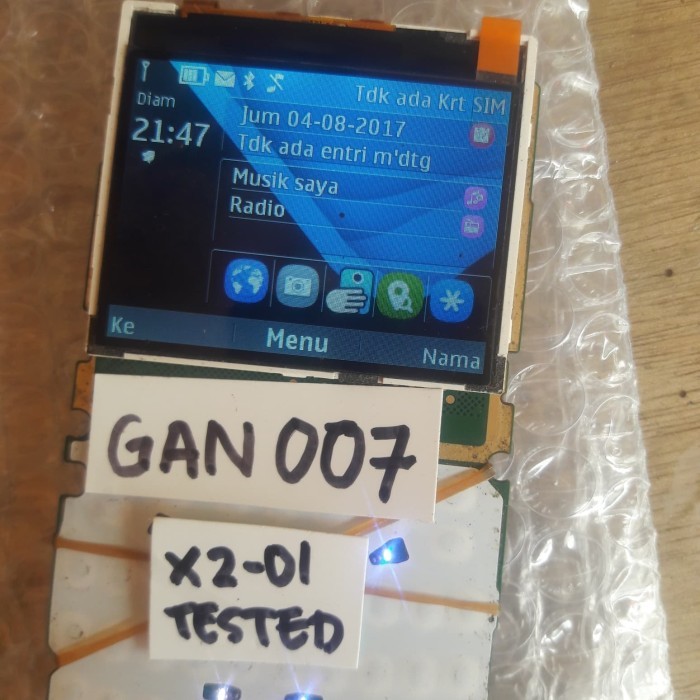 Tdk ada Krt SIM
Diam
21:47
Jum 04-08-2017
Tdk ada entri m'dtg
Musik saya
Radio
Ke
Menu
Nama
GAN 007
X2-01
TESTED